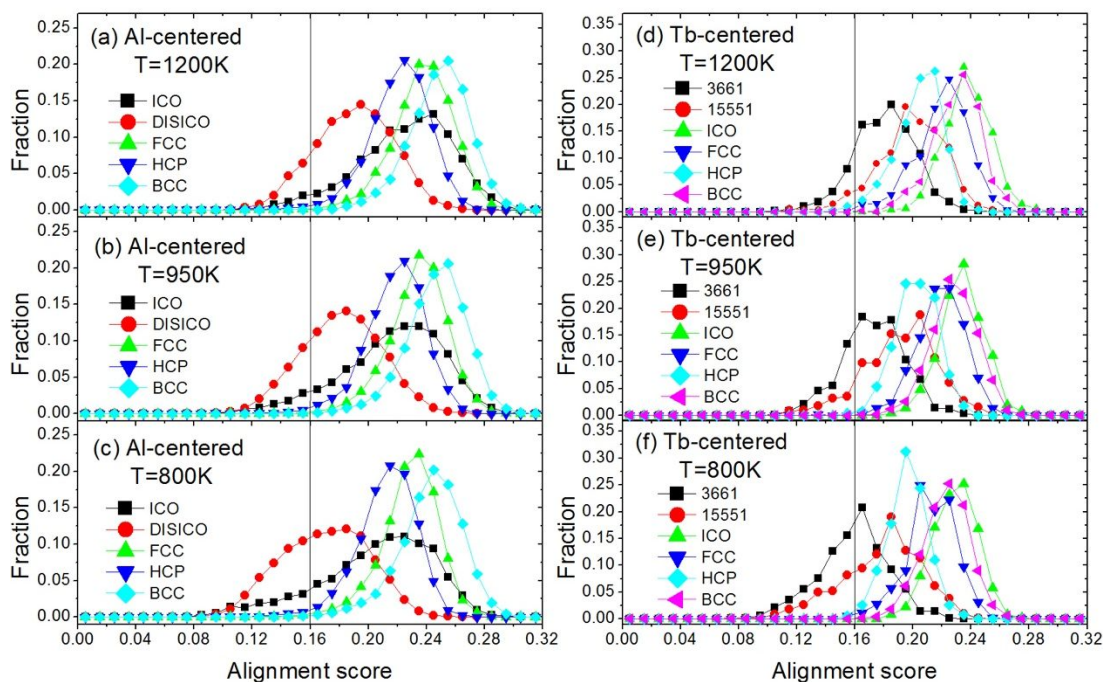 (a) Al-centered
T=1200K
ICO
DISICO
FCC
HCP
BCC
Fraction
0.20
0.15
0.10
0.05
0.00
(b) Al-centered
T=950K
ICO
DISICO
FCC
HCP
BCC
Fraction
0.20
0.15
0.10
0.05
0.00
(c) Al-centered
T=800K
ICO
DISICO
FCC
HCP
BCC
Fraction
0.20
0.15
0.10
0.05
0.00
0.00 0.04 0.08 0.12 0.16 0.20 0.24 0.28 0.32
Alignment score
(d) Tb-centered
T=1200K
3661
15551
ICO
FCC
HCP
BCC
Fraction
0.35
0.30
0.25
0.20
0.15
0.10
0.05
0.00
(e) Tb-centered
T=950K
3661
15551
ICO
FCC
HCP
BCC
Fraction
0.35
0.30
0.25
0.20
0.15
0.10
0.05
0.00
(f) Tb-centered
T=800K
3661
15551
ICO
FCC
HCP
BCC
Fraction
0.35
0.30
0.25
0.20
0.15
0.10
0.05
0.00
0.00 0.04 0.08 0.12 0.16 0.20 0.24 0.28 0.32
Alignment score